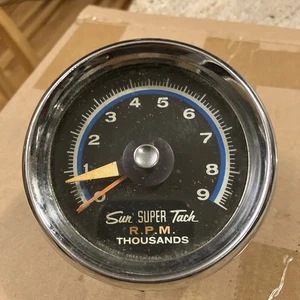 0 1 2 3 4 5 6 7 8 9
Sun SUPER Tach
R.P.M.
THOUSANDS